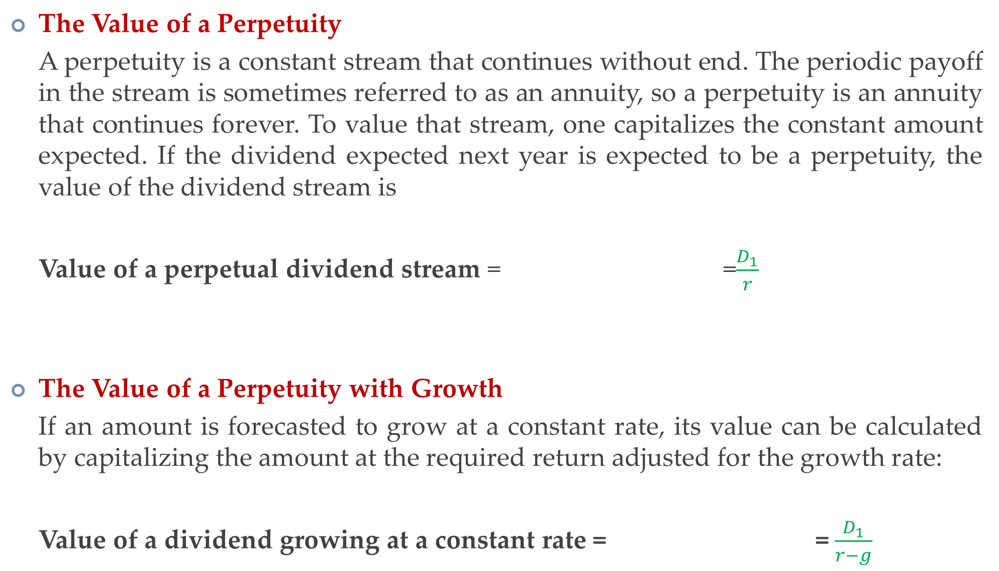 The Value of a Perpetuity
A perpetuity is a constant stream that continues without end. The periodic payoff
in the stream is sometimes referred to as an annuity, so a perpetuity is an annuity
that continues forever. To value that stream, one capitalizes the constant amount
expected. If the dividend expected next year is expected to be a perpetuity, the
value of the dividend stream is
Value of a perpetual dividend stream = = D₁/r
The Value of a Perpetuity with Growth
If an amount is forecasted to grow at a constant rate, its value can be calculated
by capitalizing the amount at the required return adjusted for the growth rate:
Value of a dividend growing at a constant rate = = D₁/(r−g)